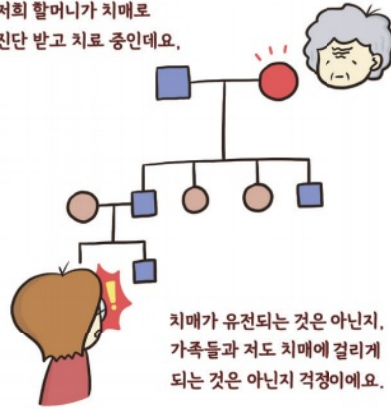 저희 할머니가 치매로
진단 받고 치료 중인데요,
치매가 유전되는 것은 아닌지,
가족들과 저도 치매에 걸리게
되는 것은 아닌지 걱정이에요.